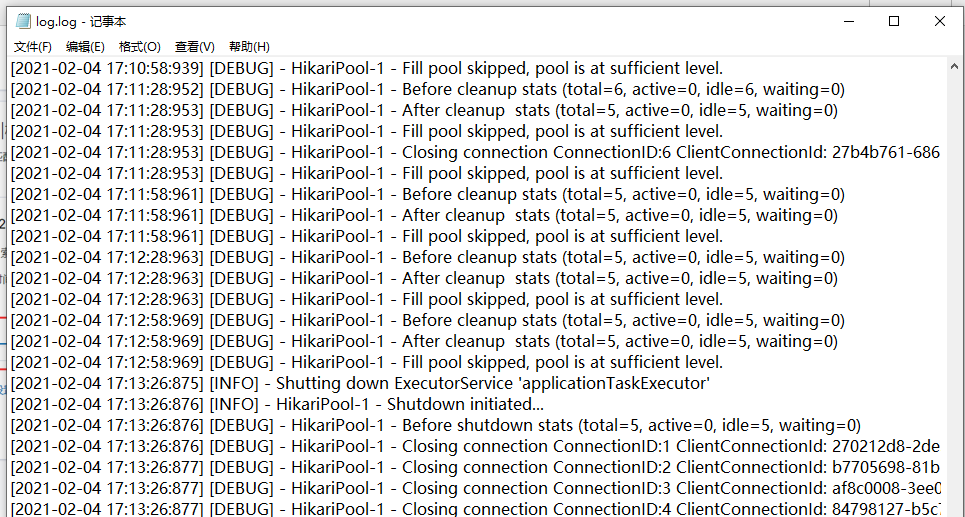 log.log - 记事本
文件(F) 编辑(E) 格式(O) 查看(V) 帮助(H)
[2021-02-04 17:10:58:939] [DEBUG] - HikariPool-1 - Fill pool skipped, pool is at sufficient level.
[2021-02-04 17:11:28:952] [DEBUG] - HikariPool-1 - Before cleanup stats (total=6, active=0, idle=6, waiting=0)
[2021-02-04 17:11:28:953] [DEBUG] - HikariPool-1 - After cleanup  stats (total=5, active=0, idle=5, waiting=0)
[2021-02-04 17:11:28:953] [DEBUG] - HikariPool-1 - Fill pool skipped, pool is at sufficient level.
[2021-02-04 17:11:28:953] [DEBUG] - HikariPool-1 - Closing connection ConnectionID:6 ClientConnectionId: 27b4b761-686
[2021-02-04 17:11:28:953] [DEBUG] - HikariPool-1 - Fill pool skipped, pool is at sufficient level.
[2021-02-04 17:11:58:961] [DEBUG] - HikariPool-1 - Before cleanup stats (total=5, active=0, idle=5, waiting=0)
[2021-02-04 17:11:58:961] [DEBUG] - HikariPool-1 - After cleanup  stats (total=5, active=0, idle=5, waiting=0)
[2021-02-04 17:11:58:961] [DEBUG] - HikariPool-1 - Fill pool skipped, pool is at sufficient level.
[2021-02-04 17:12:28:963] [DEBUG] - HikariPool-1 - Before cleanup stats (total=5, active=0, idle=5, waiting=0)
[2021-02-04 17:12:28:963] [DEBUG] - HikariPool-1 - After cleanup  stats (total=5, active=0, idle=5, waiting=0)
[2021-02-04 17:12:28:963] [DEBUG] - HikariPool-1 - Fill pool skipped, pool is at sufficient level.
[2021-02-04 17:12:58:969] [DEBUG] - HikariPool-1 - Before cleanup stats (total=5, active=0, idle=5, waiting=0)
[2021-02-04 17:12:58:969] [DEBUG] - HikariPool-1 - After cleanup  stats (total=5, active=0, idle=5, waiting=0)
[2021-02-04 17:12:58:969] [DEBUG] - HikariPool-1 - Fill pool skipped, pool is at sufficient level.
[2021-02-04 17:13:26:875] [INFO] - Shutting down ExecutorService 'applicationTaskExecutor'
[2021-02-04 17:13:26:876] [INFO] - HikariPool-1 - Shutdown initiated...
[2021-02-04 17:13:26:876] [DEBUG] - HikariPool-1 - Before shutdown stats (total=5, active=0, idle=5, waiting=0)
[2021-02-04 17:13:26:876] [DEBUG] - HikariPool-1 - Closing connection ConnectionID:1 ClientConnectionId: 270212d8-2de
[2021-02-04 17:13:26:877] [DEBUG] - HikariPool-1 - Closing connection ConnectionID:2 ClientConnectionId: b7705698-81b
[2021-02-04 17:13:26:877] [DEBUG] - HikariPool-1 - Closing connection ConnectionID:3 ClientConnectionId: af8c0008-3ee0
[2021-02-04 17:13:26:877] [DEBUG] - HikariPool-1 - Closing connection ConnectionID:4 ClientConnectionId: 84798127-b5c7